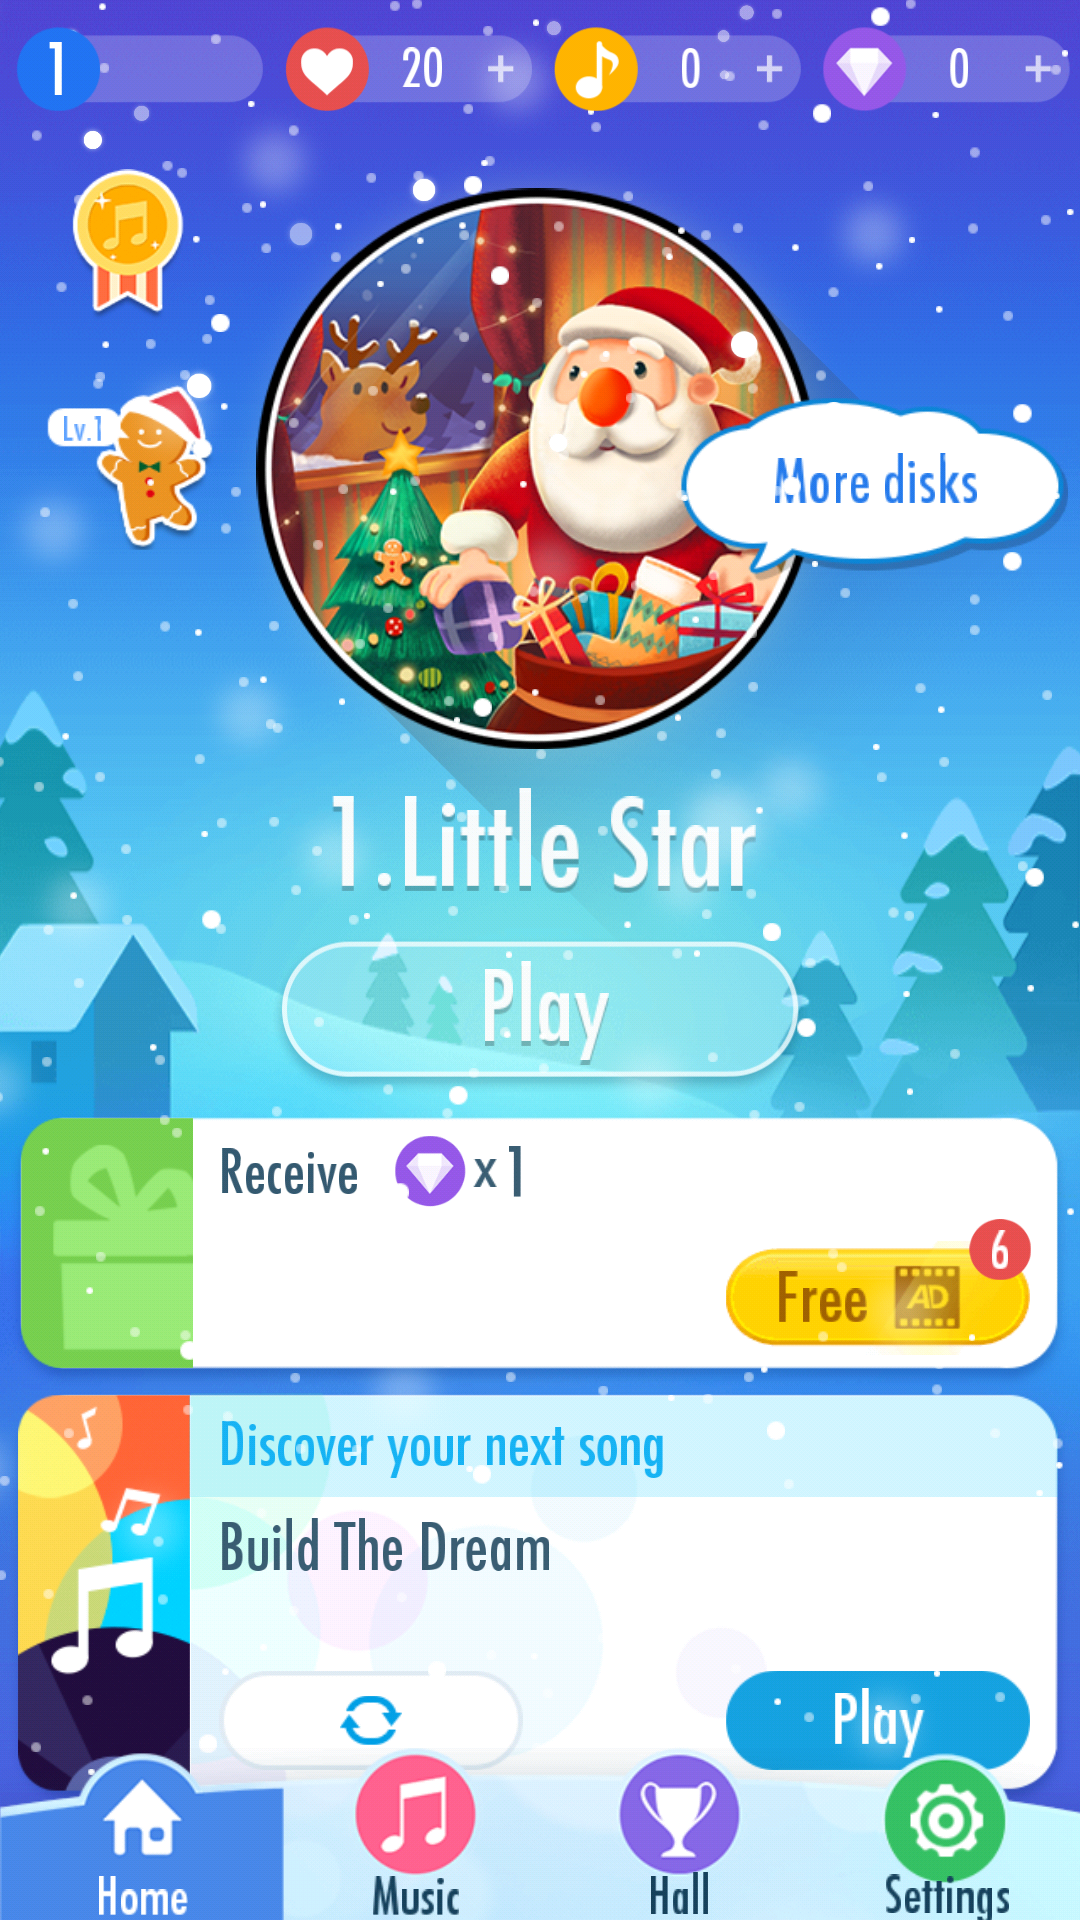 1 20 + 0 + 0 +
Lv.1
More disks
1.Little Star
Play
Receive x1
6
Free AD
Discover your next song
Build The Dream
Play
Home Music Hall Settings